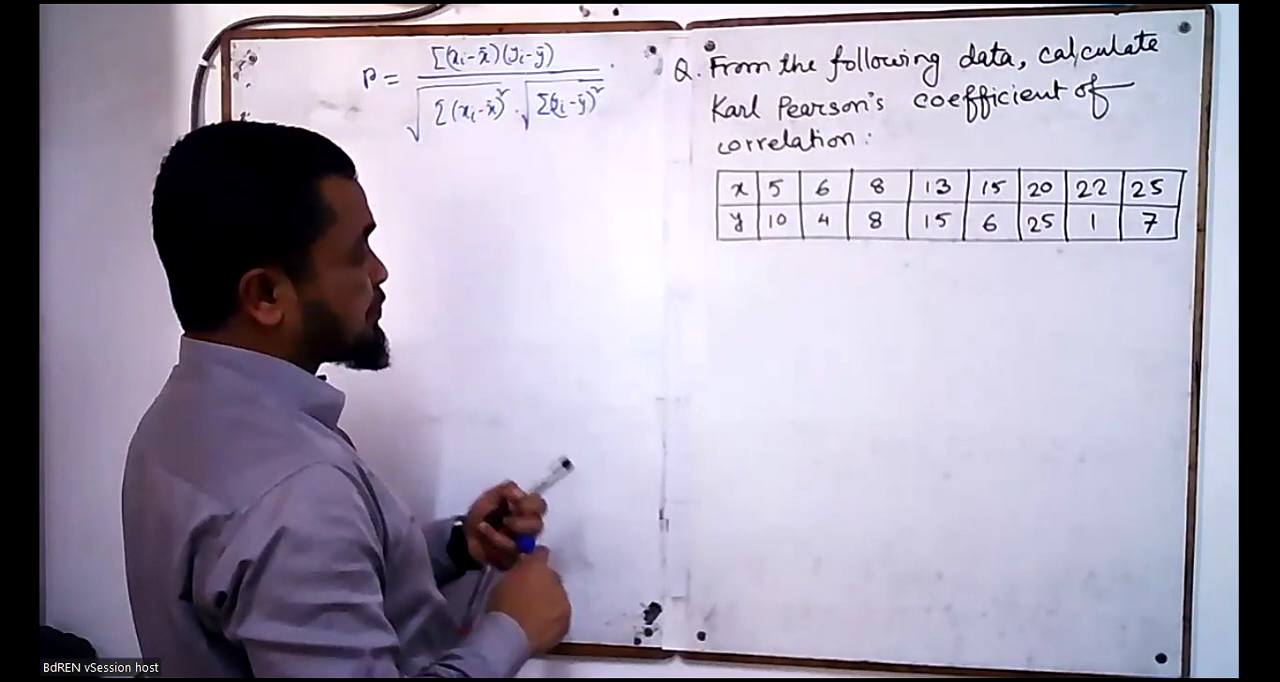 P = Σ(xᵢ-x̄)(yᵢ-ȳ) / √Σ(xᵢ-x̄)² · √Σ(yᵢ-ȳ)²
Q. From the following data, calculate
Karl Pearson's coefficient of
correlation:
x 5 6 8 13 15 20 22 25
y 10 4 8 15 6 25 1 7
BdREN vSession host